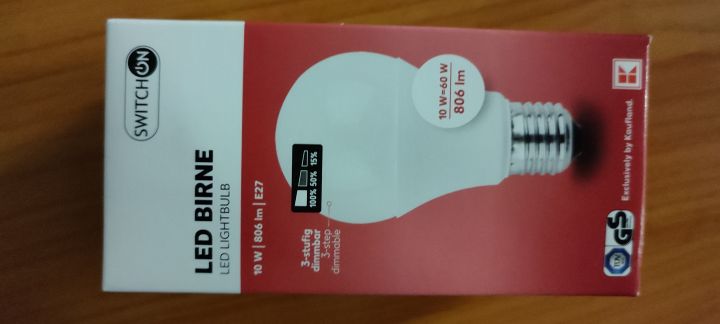 SWITCH ON
LED BIRNE
LED LIGHTBULB
10 W | 806 lm | E27
3-stufig
dimmbar
3-step
dimmable
100% 50% 15%
10 W=60 W
806 lm
K
Exclusively by Kaufland.
GS